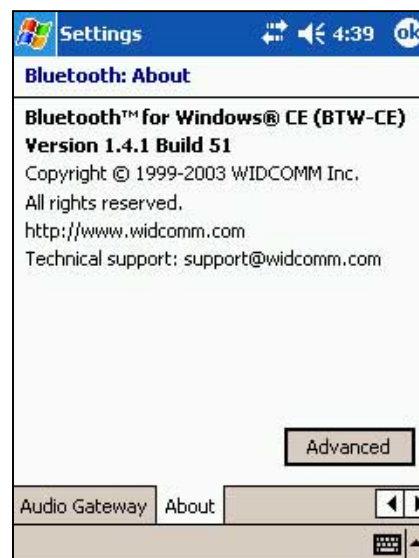 Settings 4:39 ok
Bluetooth: About
Bluetooth™ for Windows® CE (BTW-CE)
Version 1.4.1 Build 51
Copyright © 1999-2003 WIDCOMM Inc.
All rights reserved.
http://www.widcomm.com
Technical support: support@widcomm.com
Advanced
Audio Gateway About